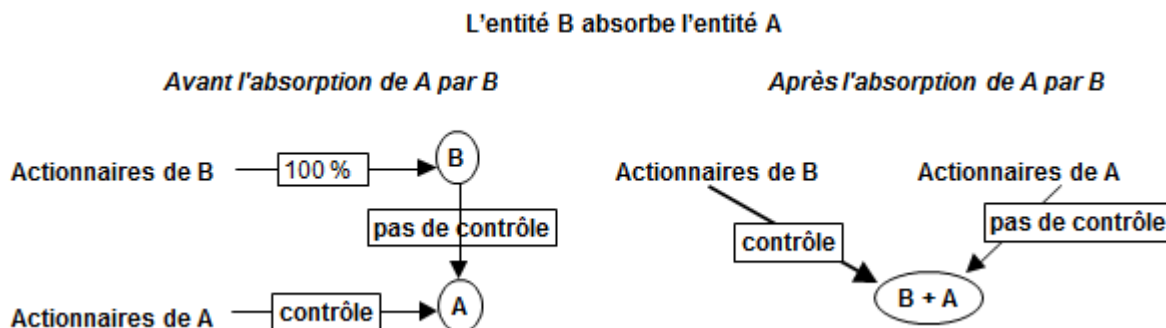 L'entité B absorbe l'entité A
Avant l'absorption de A par B
Après l'absorption de A par B
Actionnaires de B
100 %
B
pas de contrôle
Actionnaires de A
contrôle
A
Actionnaires de B
Actionnaires de A
contrôle
pas de contrôle
B + A